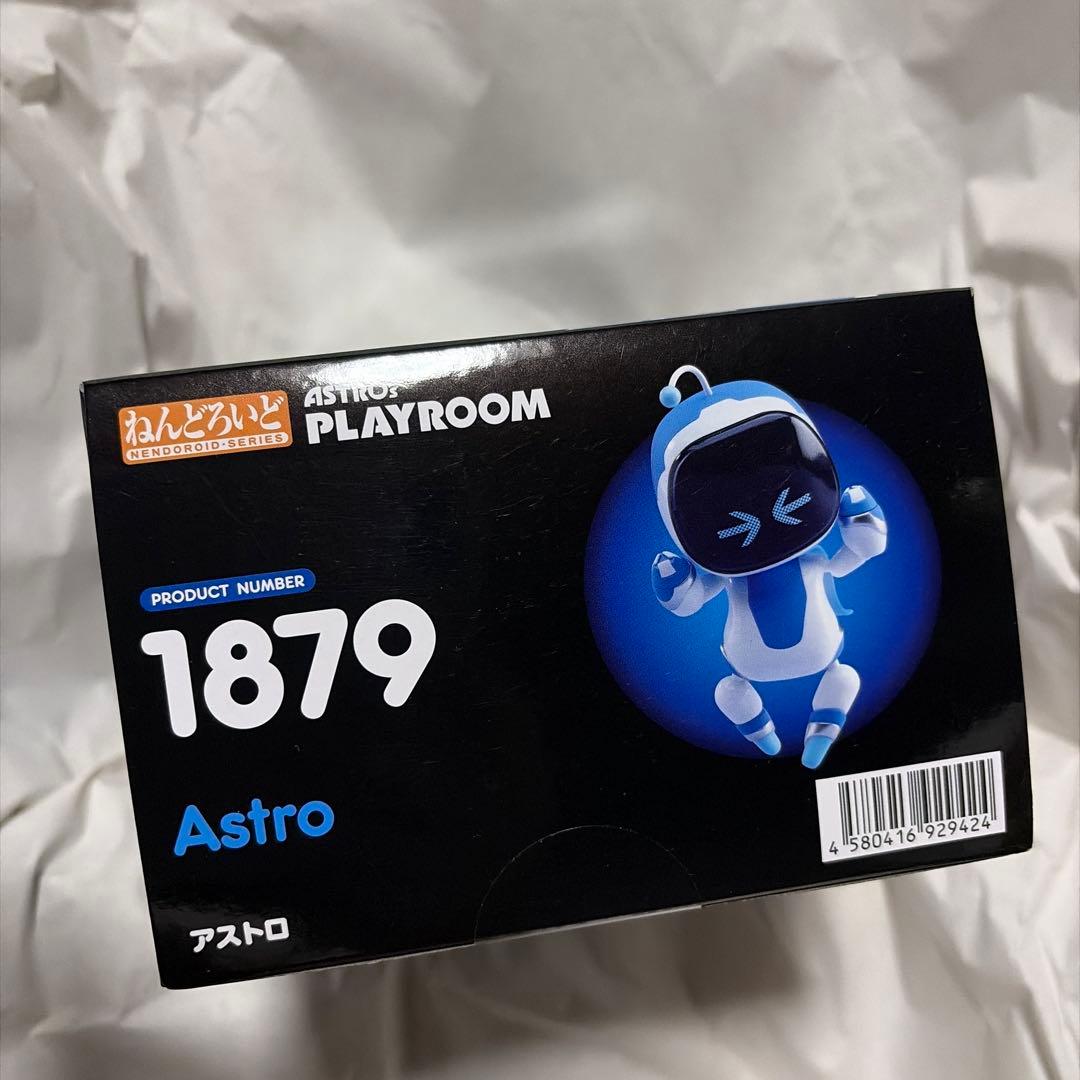 ねんどろいど
NENDOROID-SERIES
ASTRO's
PLAYROOM
PRODUCT NUMBER
1879
Astro
アストロ
4 580416 929424